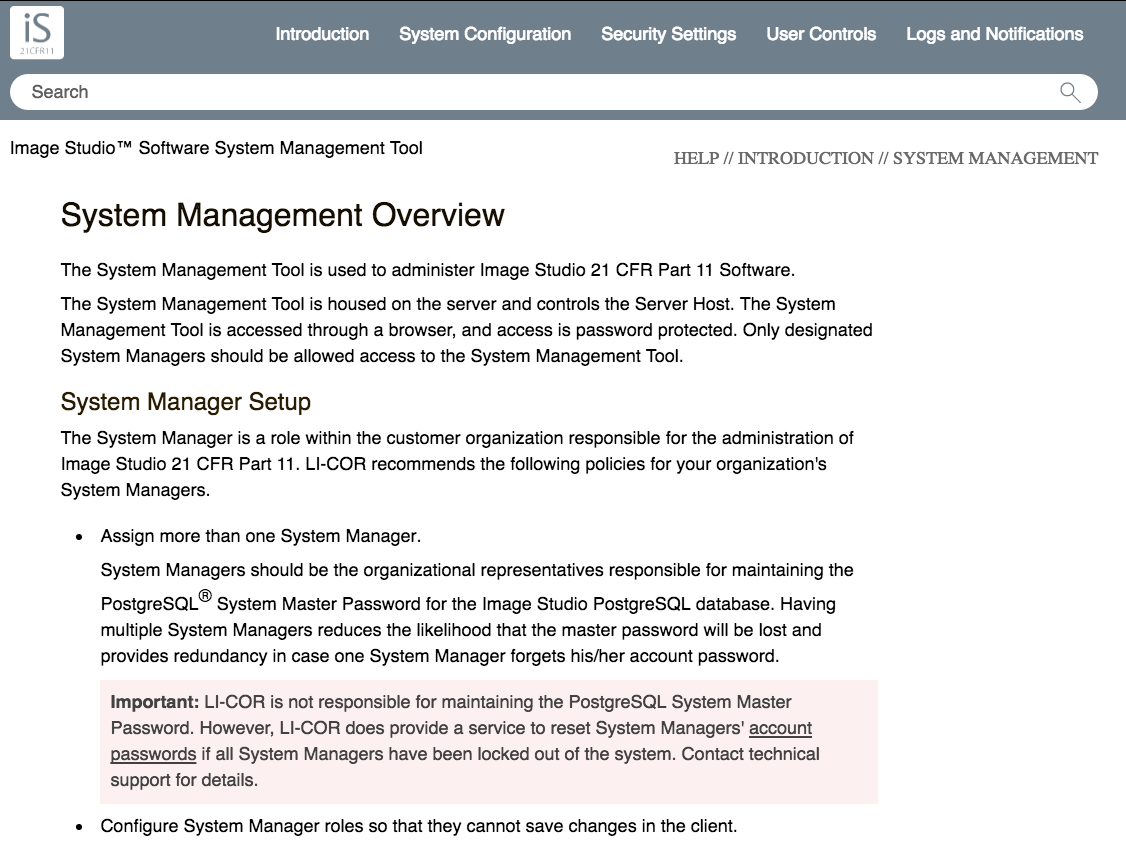 iS
21CFR11
Introduction System Configuration Security Settings User Controls Logs and Notifications
Search
Image Studio™ Software System Management Tool
HELP // INTRODUCTION // SYSTEM MANAGEMENT
System Management Overview
The System Management Tool is used to administer Image Studio 21 CFR Part 11 Software.
The System Management Tool is housed on the server and controls the Server Host. The System
Management Tool is accessed through a browser, and access is password protected. Only designated
System Managers should be allowed access to the System Management Tool.
System Manager Setup
The System Manager is a role within the customer organization responsible for the administration of
Image Studio 21 CFR Part 11. LI-COR recommends the following policies for your organization's
System Managers.
• Assign more than one System Manager.
System Managers should be the organizational representatives responsible for maintaining the
PostgreSQL® System Master Password for the Image Studio PostgreSQL database. Having
multiple System Managers reduces the likelihood that the master password will be lost and
provides redundancy in case one System Manager forgets his/her account password.
Important: LI-COR is not responsible for maintaining the PostgreSQL System Master
Password. However, LI-COR does provide a service to reset System Managers' account
passwords if all System Managers have been locked out of the system. Contact technical
support for details.
• Configure System Manager roles so that they cannot save changes in the client.